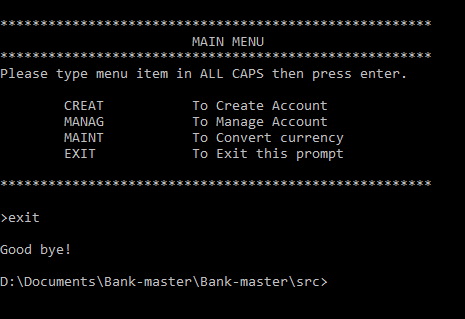 ******************************************************
MAIN MENU
******************************************************
Please type menu item in ALL CAPS then press enter.
CREAT To Create Account
MANAG To Manage Account
MAINT To Convert currency
EXIT To Exit this prompt
******************************************************
>exit
Good bye!
D:\Documents\Bank-master\Bank-master\src>